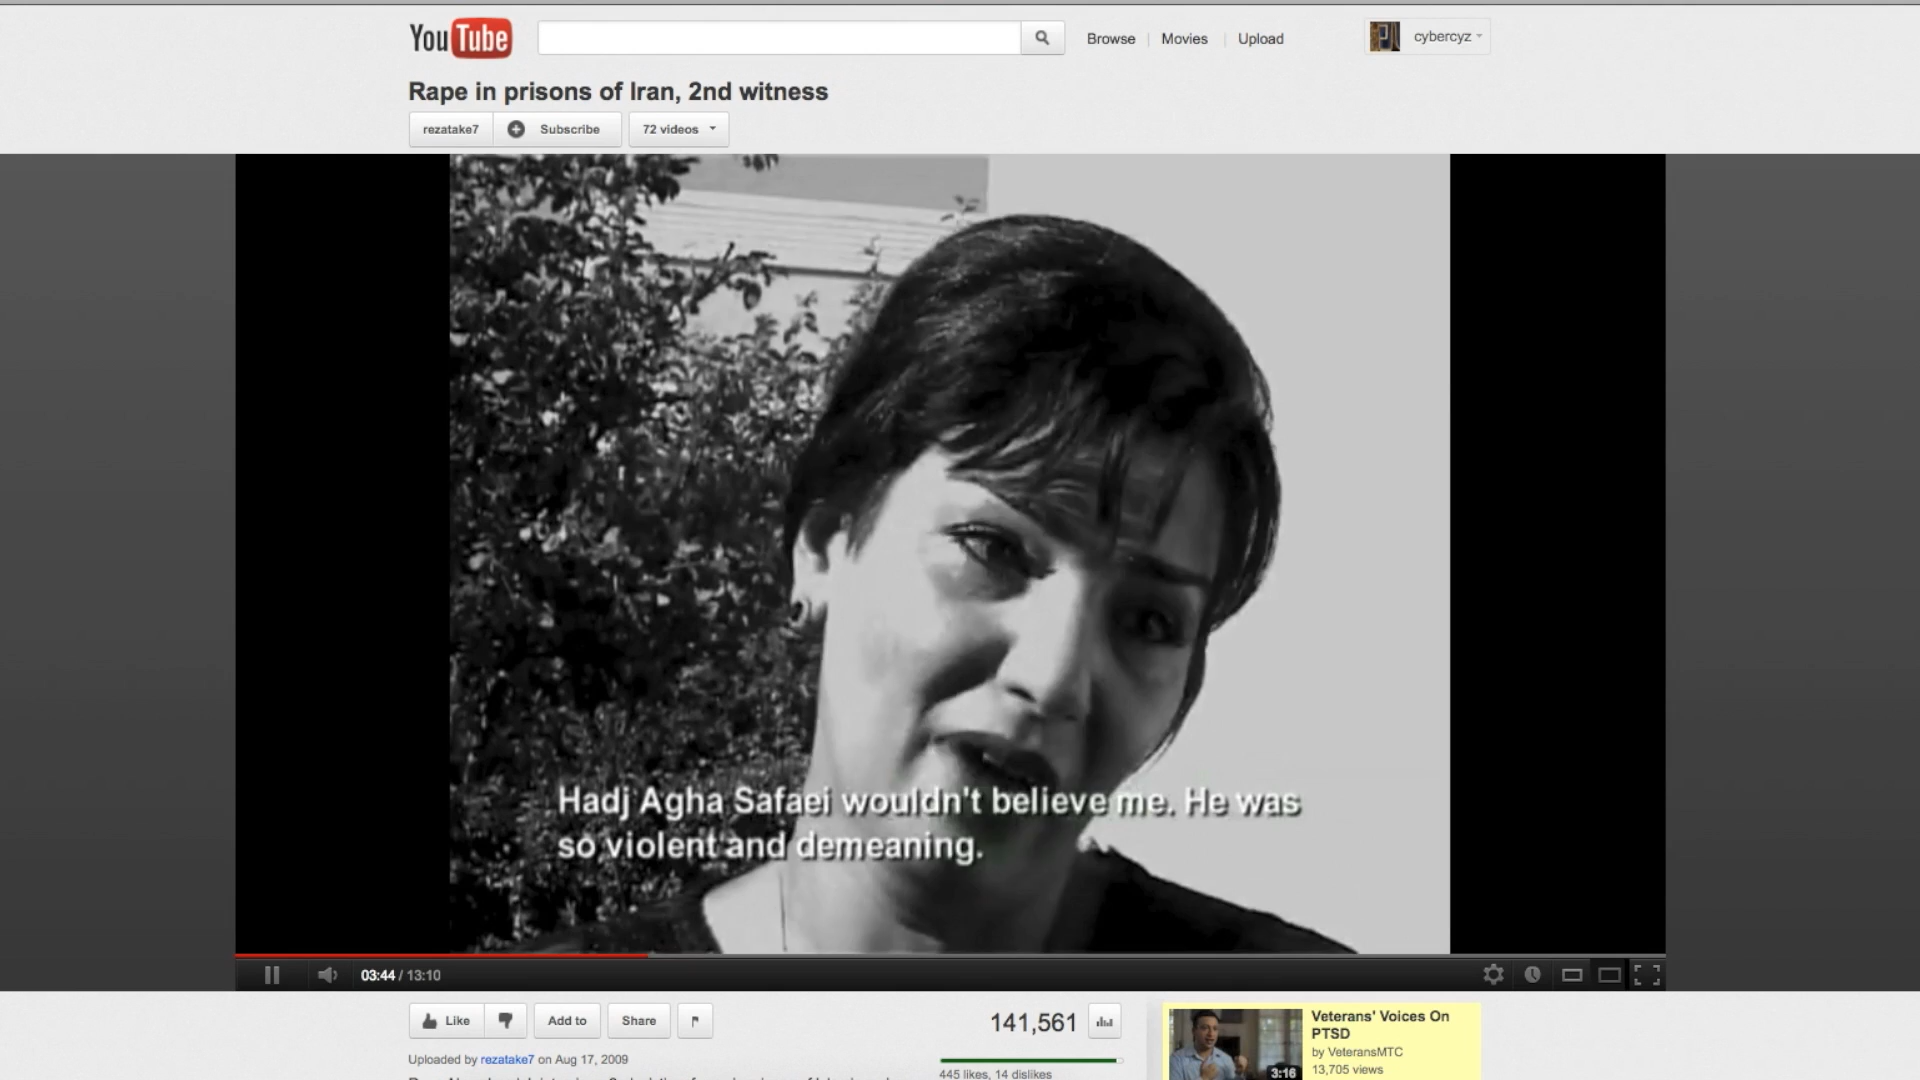 YouTube
Browse
Movies
Upload
cybercyz
Rape in prisons of Iran, 2nd witness
rezatake7
Subscribe
72 videos
Hadj Agha Safaei wouldn't believe me. He was
so violent and demeaning.
03:44 / 13:10
Like
Add to
Share
141,561
Uploaded by rezatake7 on Aug 17, 2009
445 likes, 14 dislikes
3:16
Veterans' Voices On
PTSD
by VeteransMTC
13,705 views